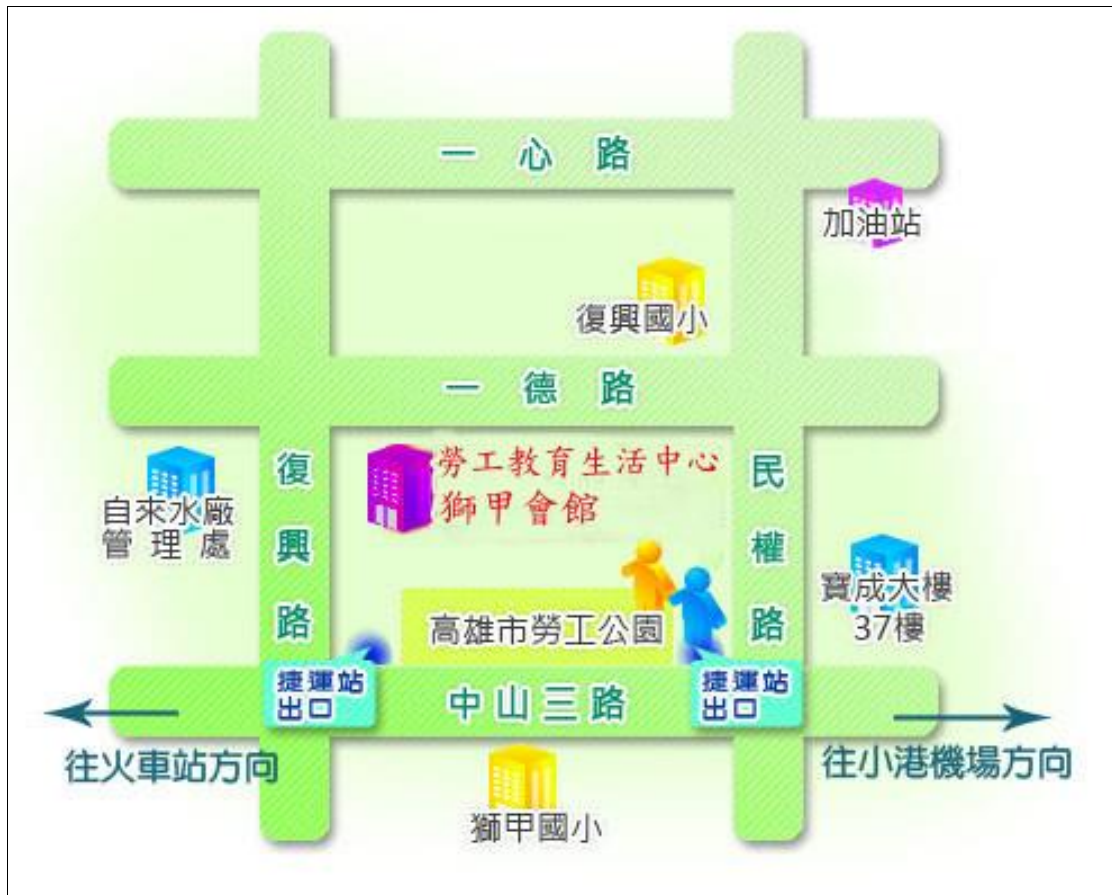 一心路
加油站
復興國小
一德路
勞工教育生活中心
獅甲會館
復興路
民權路
自來水廠
管理處
寶成大樓
37樓
高雄市勞工公園
捷運站
出口
中山三路
捷運站
出口
往火車站方向
往小港機場方向
獅甲國小